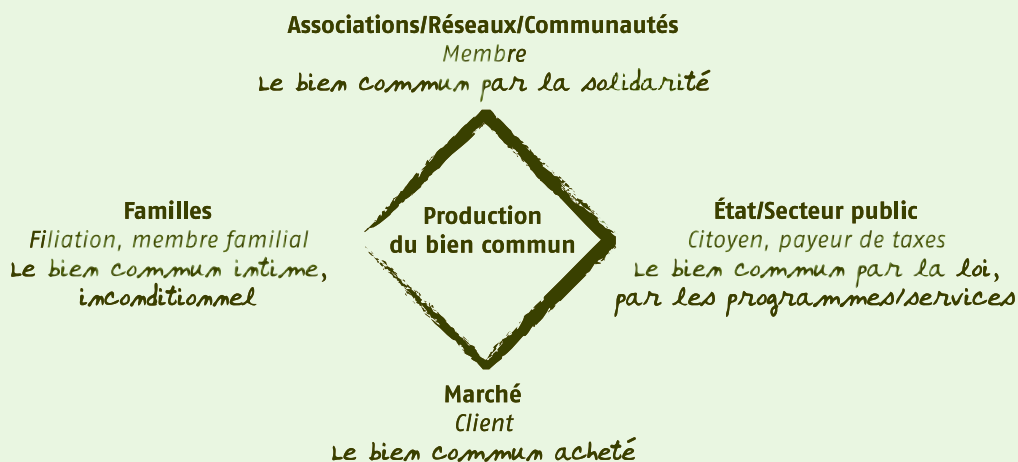 Associations/Réseaux/Communautés
Membre
Le bien commun par la solidarité
Familles
Filiation, membre familial
Le bien commun intime,
inconditionnel
Production
du bien commun
État/Secteur public
Citoyen, payeur de taxes
Le bien commun par la loi,
par les programmes/services
Marché
Client
Le bien commun acheté